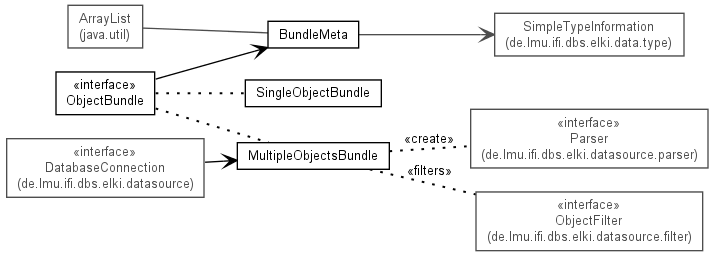 ArrayList
(java.util)
BundleMeta
SimpleTypeInformation
(de.lmu.ifi.dbs.elki.data.type)
«interface»
ObjectBundle
SingleObjectBundle
«interface»
DatabaseConnection
(de.lmu.ifi.dbs.elki.datasource)
MultipleObjectsBundle
«create»
«filters»
«interface»
Parser
(de.lmu.ifi.dbs.elki.datasource.parser)
«interface»
ObjectFilter
(de.lmu.ifi.dbs.elki.datasource.filter)